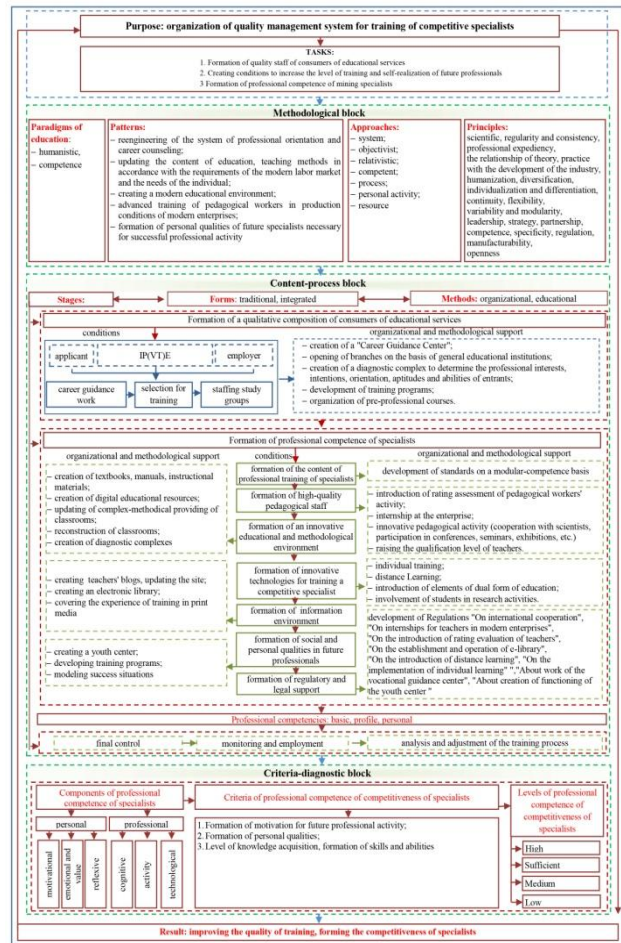 Purpose: organization of quality management system for training of competitive specialists
TASKS:
1. Formation of quality staff of consumers of educational services
2. Creating conditions to increase the level of training and self-realization of future professionals
3 Formation of professional competence of mining specialists
Methodological block
Paradigms of
education:
– humanistic,
– competence
Patterns:
– reengineering of the system of professional orientation and
career counseling;
– updating the content of education, teaching methods in
accordance with the requirements of the modern labor market
and the needs of the individual;
– creating a modern educational environment;
– advanced training of pedagogical workers in production
conditions of modern enterprises;
– formation of personal qualities of future specialists necessary
for successful professional activity
Approaches:
– system;
– objectivist;
– relativistic;
– competent;
– process;
– personal activity;
– resource
Principles:
scientific, regularity and consistency,
professional expediency,
the relationship of theory, practice
with the development of the industry,
humanization, diversification,
individualization and differentiation,
continuity, flexibility,
variability and modularity,
leadership, strategy, partnership,
competence, specificity, regulation,
manufacturability,
openness
Content-process block
Stages:
Forms: traditional, integrated
Methods: organizational, educational
Formation of a qualitative composition of consumers of educational services
conditions
applicant
IP(VT)E
employer
career guidance
work
selection for
training
staffing study
groups
organizational and methodological support
– creation of a "Career Guidance Center";
– opening of branches on the basis of general educational institutions;
– creation of a diagnostic complex to determine the professional interests,
intentions, orientation, aptitudes and abilities of entrants;
– development of training programs;
– organization of pre-professional courses.
Formation of professional competence of specialists
organizational and methodological support
conditions
organizational and methodological support
– creation of textbooks, manuals, instructional
materials;
– creation of digital educational resources;
– updating of complex-methodical providing of
classrooms;
– reconstruction of classrooms;
– creation of diagnostic complexes
– creating teachers' blogs, updating the site;
– creating an electronic library;
– covering the experience of training in print
media
– creating a youth center;
– developing training programs;
– modeling success situations
formation of the content of
professional training of specialists
formation of high-quality
pedagogical staff
formation of an innovative
educational and methodological
environment
formation of innovative
technologies for training a
competitive specialist
formation of information
environment
formation of social and
personal qualities in future
professionals
formation of regulatory and
legal support
development of standards on a modular-competence basis
– introduction of rating assessment of pedagogical workers'
activity;
– internship at the enterprise;
– innovative pedagogical activity (cooperation with scientists,
participation in conferences, seminars, exhibitions, etc.)
– raising the qualification level of teachers.
– individual training;
– distance Learning;
– introduction of elements of dual form of education;
– involvement of students in research activities.
development of Regulations "On international cooperation",
"On internships for teachers in modern enterprises",
"On the introduction of rating evaluation of teachers",
"On the establishment and operation of e-library",
"On the introduction of distance learning", "On the
implementation of individual learning" ","About work of the
vocational guidance center", "About creation of functioning of
the youth center "
Professional competencies: basic, profile, personal
final control
monitoring and employment
analysis and adjustment of the training process
Criteria-diagnostic block
Components of professional
competence of specialists
personal
professional
motivational
emotional and
value
reflexive
cognitive
activity
technological
Criteria of professional competence of competitiveness of specialists
1. Formation of motivation for future professional activity;
2. Formation of personal qualities;
3. Level of knowledge acquisition, formation of skills and abilities
Levels of professional
competence of
competitiveness of
specialists
High
Sufficient
Medium
Low
Result: improving the quality of training, forming the competitiveness of specialists